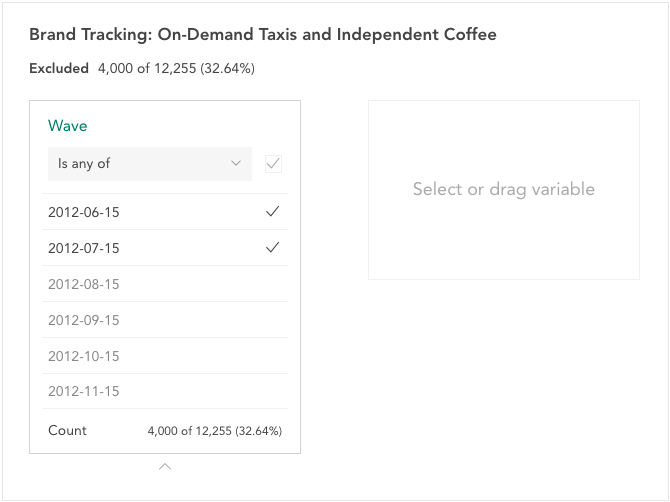 Brand Tracking: On-Demand Taxis and Independent Coffee
Excluded 4,000 of 12,255 (32.64%)
Wave
Is any of
Select or drag variable
2012-06-15
2012-07-15
2012-08-15
2012-09-15
2012-10-15
2012-11-15
Count 4,000 of 12,255 (32.64%)